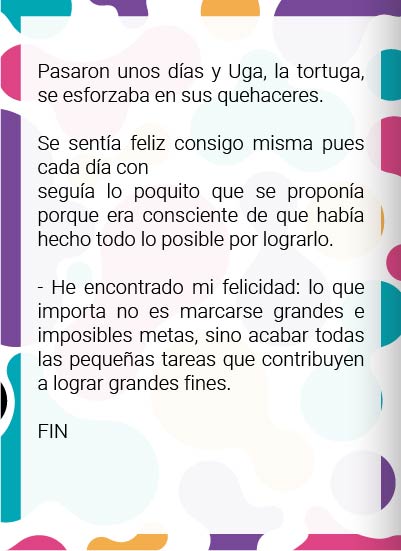 Pasaron unos días y Uga, la tortuga,
se esforzaba en sus quehaceres.
Se sentía feliz consigo misma pues
cada día con
seguía lo poquito que se proponía
porque era consciente de que había
hecho todo lo posible por lograrlo.
- He encontrado mi felicidad: lo que
importa no es marcarse grandes e
imposibles metas, sino acabar todas
las pequeñas tareas que contribuyen
a lograr grandes fines.
FIN